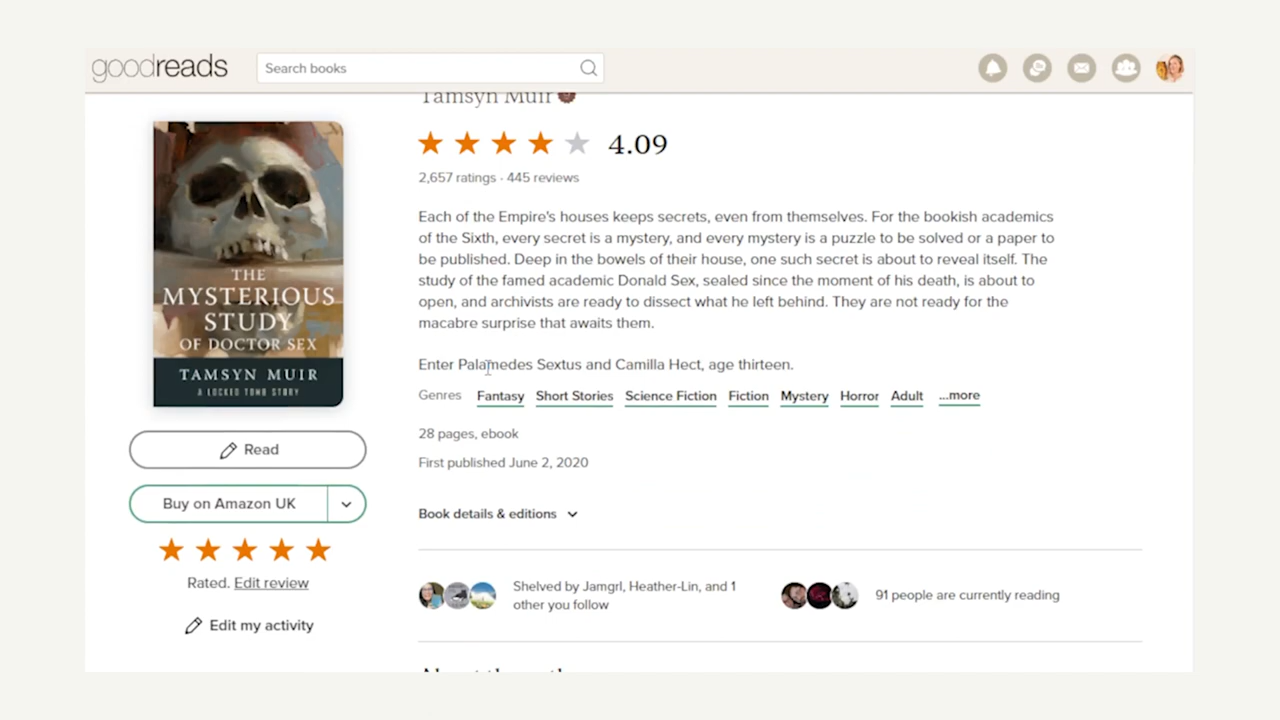 goodreads
Search books
Tamsyn Muir
4.09
2,657 ratings · 445 reviews
Each of the Empire's houses keeps secrets, even from themselves. For the bookish academics
of the Sixth, every secret is a mystery, and every mystery is a puzzle to be solved or a paper to
be published. Deep in the bowels of their house, one such secret is about to reveal itself. The
study of the famed academic Donald Sex, sealed since the moment of his death, is about to
open, and archivists are ready to dissect what he left behind. They are not ready for the
macabre surprise that awaits them.
Enter Palamedes Sextus and Camilla Hect, age thirteen.
Genres Fantasy Short Stories Science Fiction Fiction Mystery Horror Adult ...more
28 pages, ebook
First published June 2, 2020
Book details & editions
Shelved by Jamgrl, Heather-Lin, and 1
other you follow
91 people are currently reading
THE
MYSTERIOUS
STUDY
OF DOCTOR SEX
TAMSYN MUIR
A LOCKED TOMB STORY
Read
Buy on Amazon UK
Rated. Edit review
Edit my activity